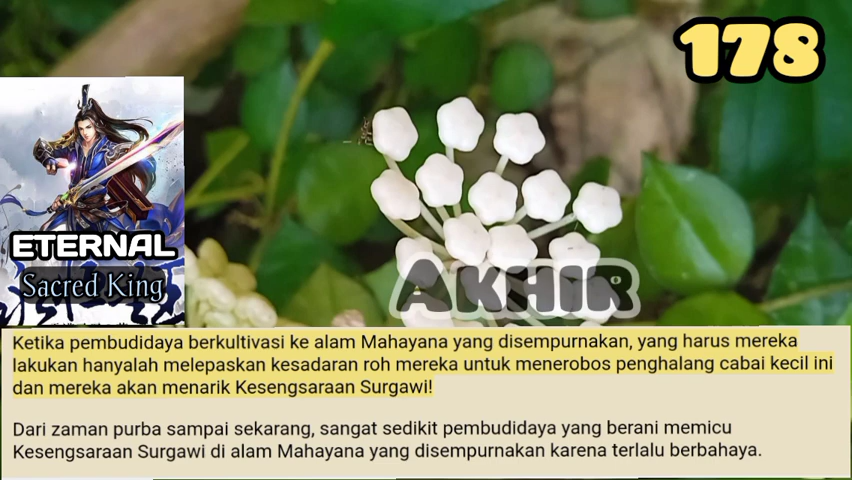 178
ETERNAL
Sacred King
AKHIR
Ketika pembudidaya berkultivasi ke alam Mahayana yang disempurnakan, yang harus mereka
lakukan hanyalah melepaskan kesadaran roh mereka untuk menerobos penghalang cabai kecil ini
dan mereka akan menarik Kesengsaraan Surgawi!
Dari zaman purba sampai sekarang, sangat sedikit pembudidaya yang berani memicu
Kesengsaraan Surgawi di alam Mahayana yang disempurnakan karena terlalu berbahaya.